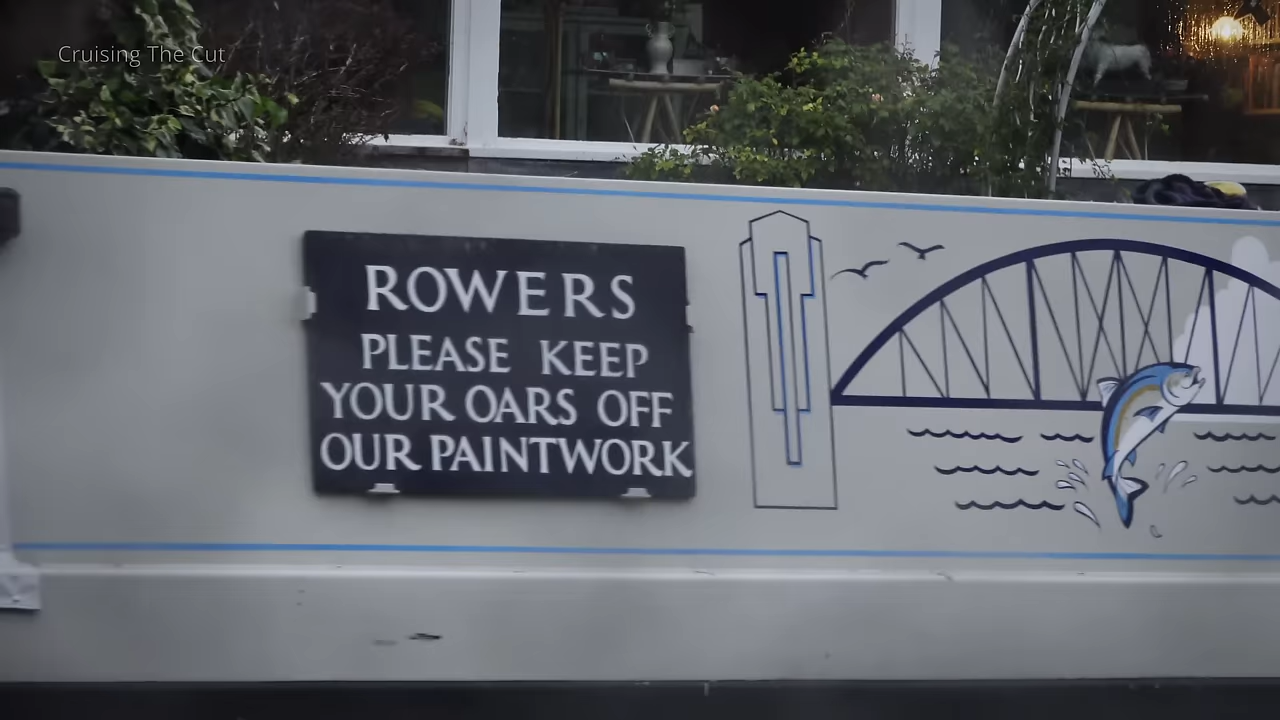 Cruising The Cut
ROWERS
PLEASE KEEP
YOUR OARS OFF
OUR PAINTWORK